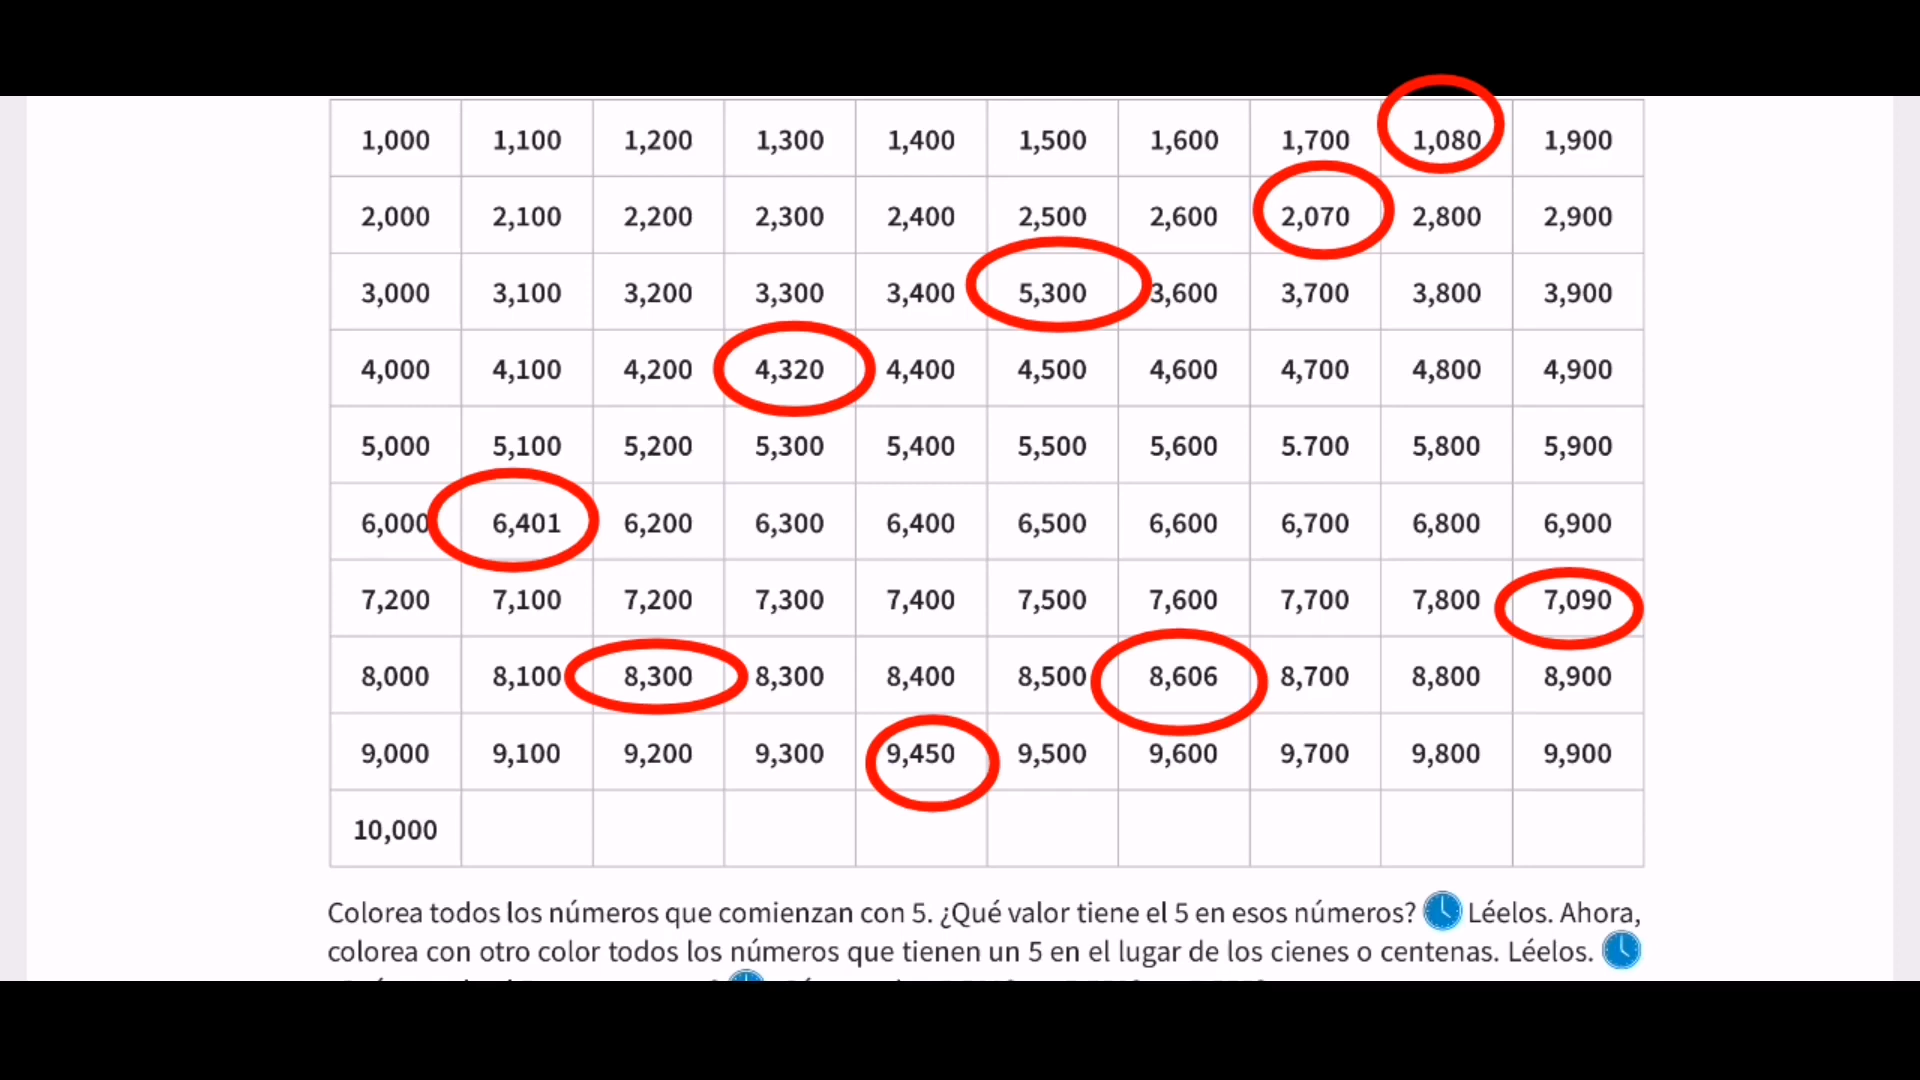 1,000 1,100 1,200 1,300 1,400 1,500 1,600 1,700 1,080 1,900
2,000 2,100 2,200 2,300 2,400 2,500 2,600 2,070 2,800 2,900
3,000 3,100 3,200 3,300 3,400 5,300 3,600 3,700 3,800 3,900
4,000 4,100 4,200 4,320 4,400 4,500 4,600 4,700 4,800 4,900
5,000 5,100 5,200 5,300 5,400 5,500 5,600 5.700 5,800 5,900
6,000 6,401 6,200 6,300 6,400 6,500 6,600 6,700 6,800 6,900
7,200 7,100 7,200 7,300 7,400 7,500 7,600 7,700 7,800 7,090
8,000 8,100 8,300 8,300 8,400 8,500 8,606 8,700 8,800 8,900
9,000 9,100 9,200 9,300 9,450 9,500 9,600 9,700 9,800 9,900
10,000
Colorea todos los números que comienzan con 5. ¿Qué valor tiene el 5 en esos números? Léelos. Ahora,
colorea con otro color todos los números que tienen un 5 en el lugar de los cienes o centenas. Léelos.